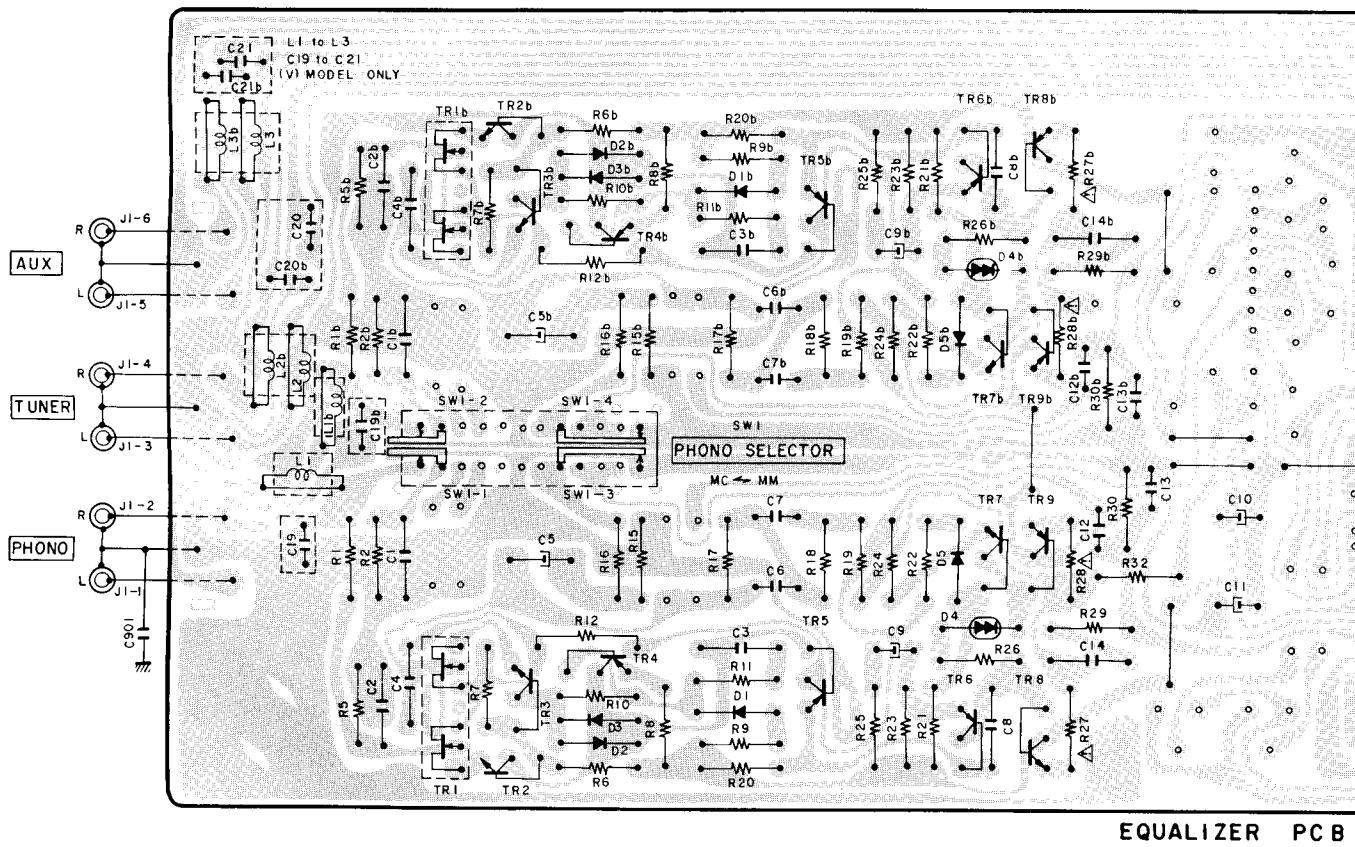 C21
L1 to L3
C19 to C21
(V) MODEL ONLY
C21b
L3b
L3
R5b
C2b
C4b
TR1b
TR2b
R7b
TR3b
R6b
D2b
D3b
R10b
R8b
TR4b
R12b
R20b
R9b
D1b
R11b
C3b
TR5b
R25b
R23b
R21b
TR6b
C8b
TR8b
R27b
C9b
R26b
D4b
C14b
R29b
C20
C20b
R J1-6
AUX
L J1-5
R1b
R2b
C1b
C5b
R16b
R15b
R17b
C6b
C7b
R18b
R19b
R24b
R22b
D5b
TR7b
TR9b
R28b
C12b
R30b
C13b
L2b
L2
L1b
C19b
R J1-4
TUNER
L J1-3
SW1-2
SW1-4
SW1
PHONO SELECTOR
MC MM
SW1-1
SW1-3
L1
C19
R J1-2
PHONO
L J1-1
C901
R1
R2
C1
C5
R16
R15
R17
C7
C6
R18
R19
R24
R22
D5
TR7
TR9
R28
C12
R30
C13
R32
C10
C11
R5
C2
C4
TR1
R7
TR2
TR3
R12
TR4
R10
D3
D2
R6
R8
C3
R11
D1
R9
R20
TR5
C9
R25
R23
R21
D4
R26
TR6
C8
TR8
R29
C14
R27
EQUALIZER PCB